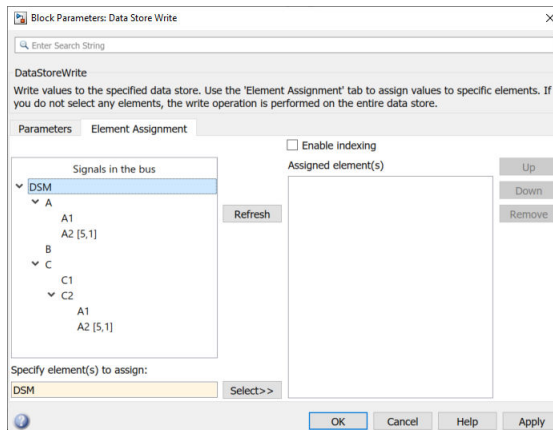 Block Parameters: Data Store Write
Enter Search String
DataStoreWrite
Write values to the specified data store. Use the 'Element Assignment' tab to assign values to specific elements. If
you do not select any elements, the write operation is performed on the entire data store.
Parameters
Element Assignment
Enable indexing
Signals in the bus
Assigned element(s)
DSM
A
A1
A2 [5,1]
B
C
C1
C2
A1
A2 [5,1]
Refresh
Up
Down
Remove
Specify element(s) to assign:
DSM
Select>>
OK
Cancel
Help
Apply